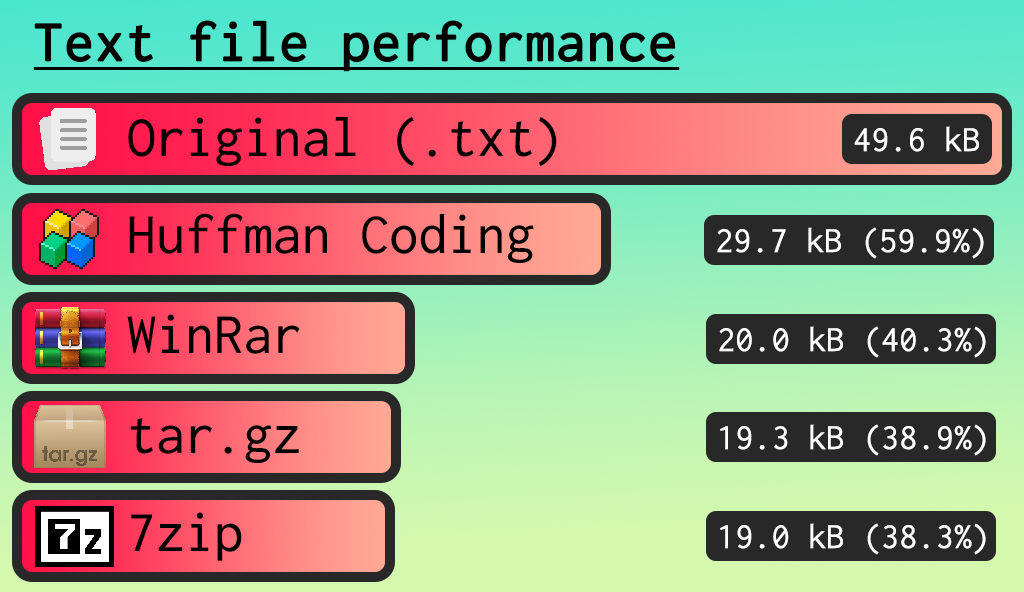 Text file performance
Original (.txt)
49.6 kB
Huffman Coding
29.7 kB (59.9%)
WinRar
20.0 kB (40.3%)
tar.gz
tar.gz
19.3 kB (38.9%)
7z
7zip
19.0 kB (38.3%)